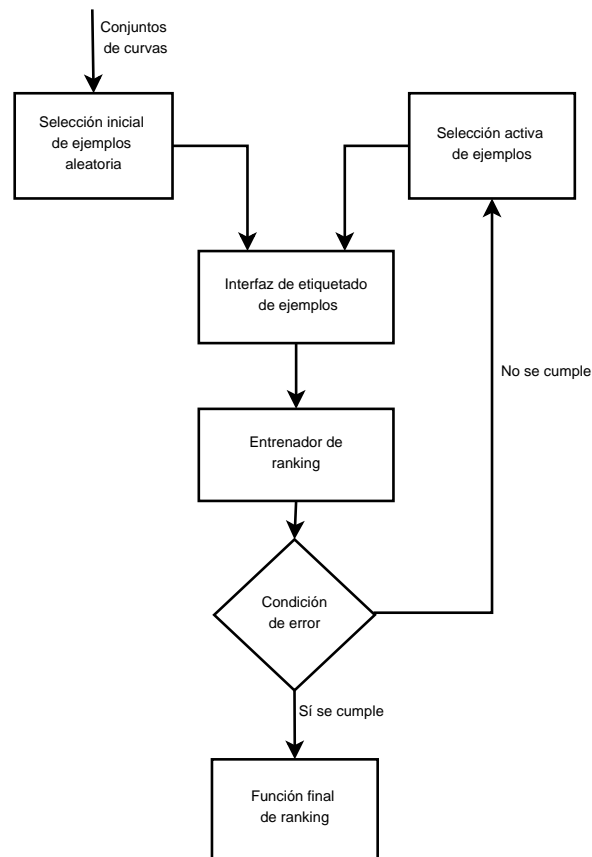 Conjuntos
de curvas
Selección inicial
de ejemplos
aleatoria
Selección activa
de ejemplos
Interfaz de etiquetado
de ejemplos
No se cumple
Entrenador de
ranking
Condición
de error
Sí se cumple
Función final
de ranking